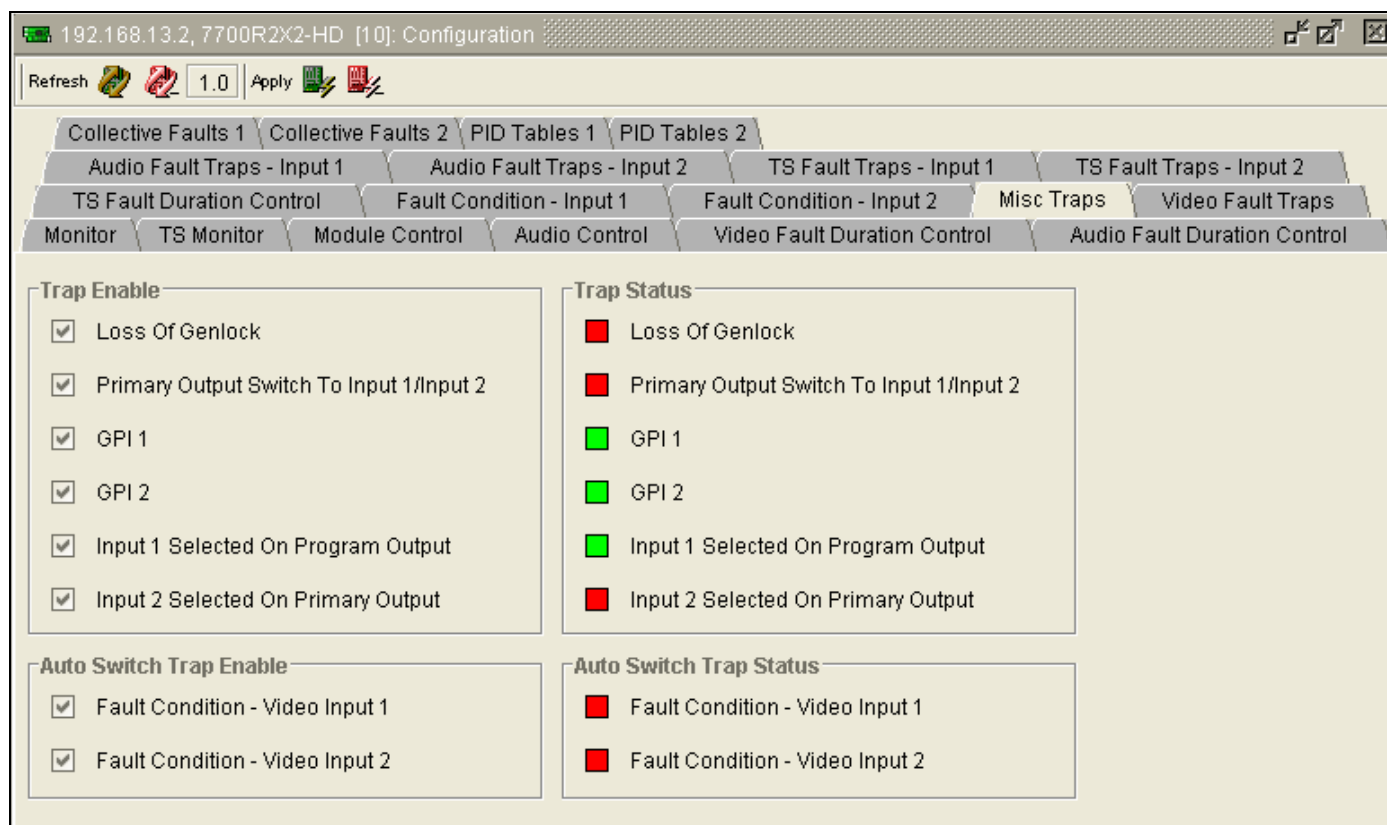 192.168.13.2, 7700R2X2-HD [10]: Configuration
Refresh 1.0 Apply
Collective Faults 1 Collective Faults 2 PID Tables 1 PID Tables 2
Audio Fault Traps - Input 1 Audio Fault Traps - Input 2 TS Fault Traps - Input 1 TS Fault Traps - Input 2
TS Fault Duration Control Fault Condition - Input 1 Fault Condition - Input 2 Misc Traps Video Fault Traps
Monitor TS Monitor Module Control Audio Control Video Fault Duration Control Audio Fault Duration Control
Trap Enable
Loss Of Genlock
Primary Output Switch To Input 1/Input 2
GPI 1
GPI 2
Input 1 Selected On Program Output
Input 2 Selected On Primary Output
Trap Status
Loss Of Genlock
Primary Output Switch To Input 1/Input 2
GPI 1
GPI 2
Input 1 Selected On Program Output
Input 2 Selected On Primary Output
Auto Switch Trap Enable
Fault Condition - Video Input 1
Fault Condition - Video Input 2
Auto Switch Trap Status
Fault Condition - Video Input 1
Fault Condition - Video Input 2